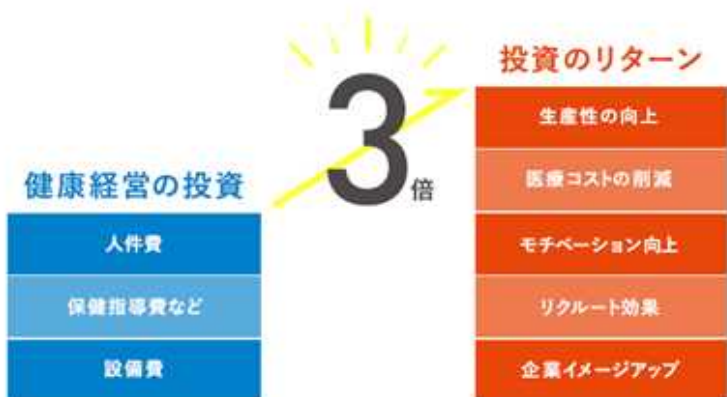 健康経営の投資
人件費
保健指導費など
設備費
3倍
投資のリターン
生産性の向上
医療コストの削減
モチベーション向上
リクルート効果
企業イメージアップ